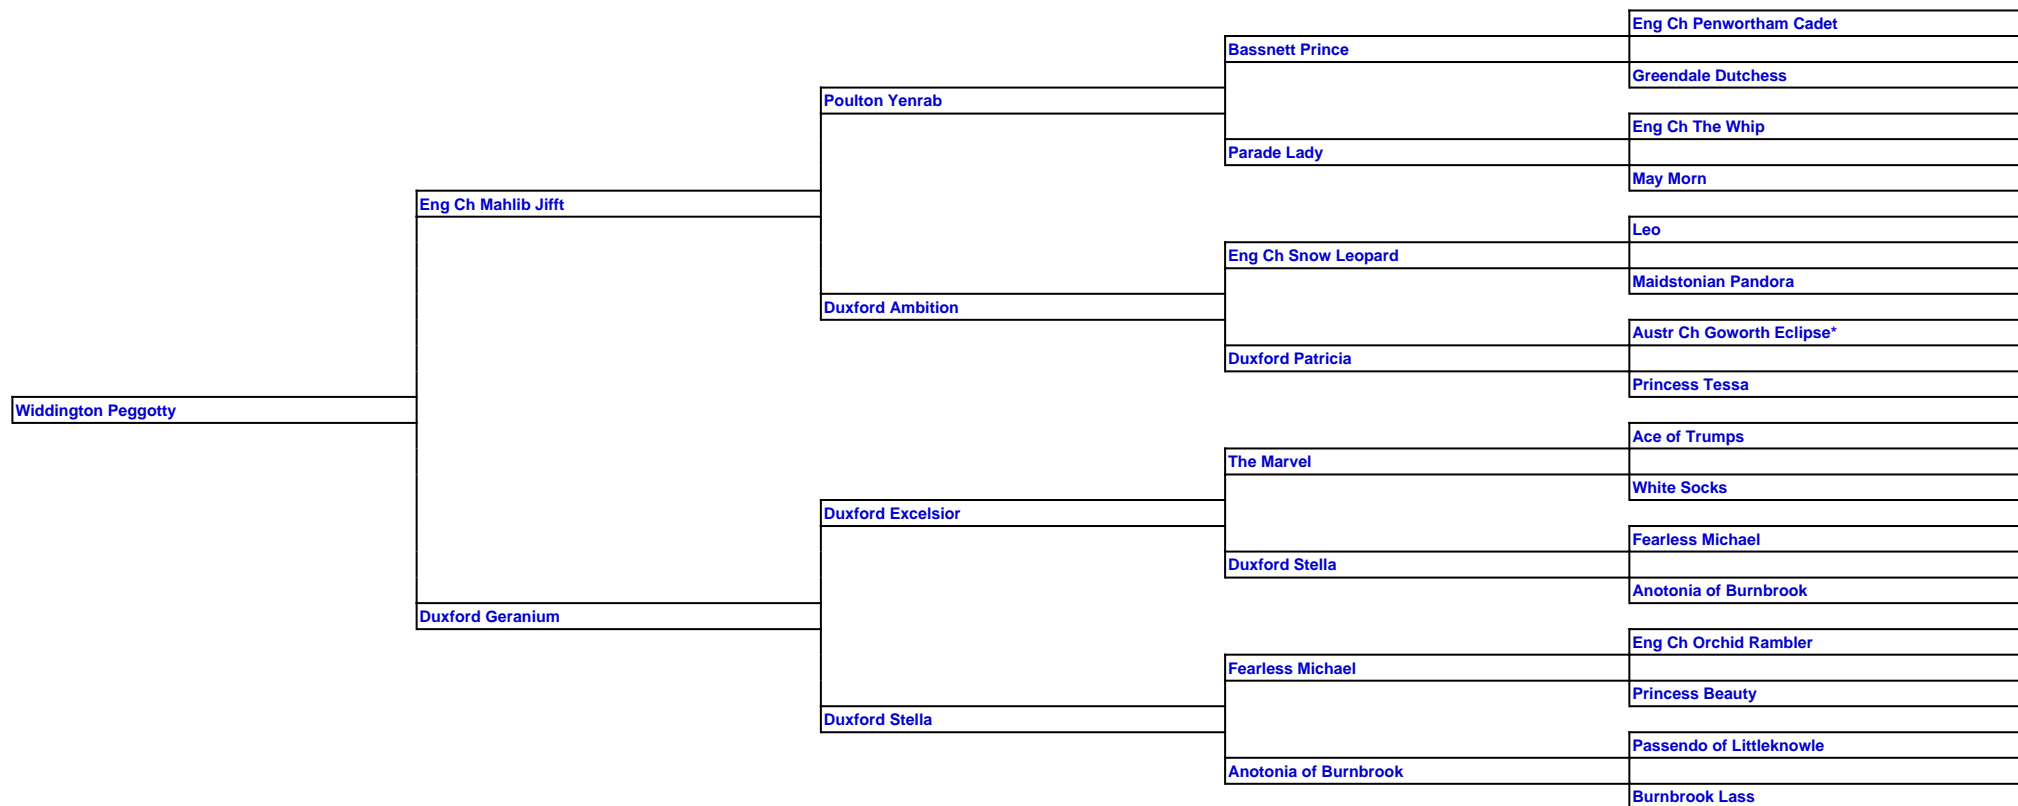 Eng Ch Penwortham Cadet
Bassnett Prince
Greendale Dutchess
Poulton Yenrab
Eng Ch The Whip
Parade Lady
May Morn
Eng Ch Mahlib Jifft
Leo
Eng Ch Snow Leopard
Maidstonian Pandora
Duxford Ambition
Austr Ch Goworth Eclipse*
Duxford Patricia
Princess Tessa
Widdington Peggotty
Ace of Trumps
The Marvel
White Socks
Duxford Excelsior
Fearless Michael
Duxford Stella
Anotonia of Burnbrook
Duxford Geranium
Eng Ch Orchid Rambler
Fearless Michael
Princess Beauty
Duxford Stella
Passendo of Littleknowle
Anotonia of Burnbrook
Burnbrook Lass